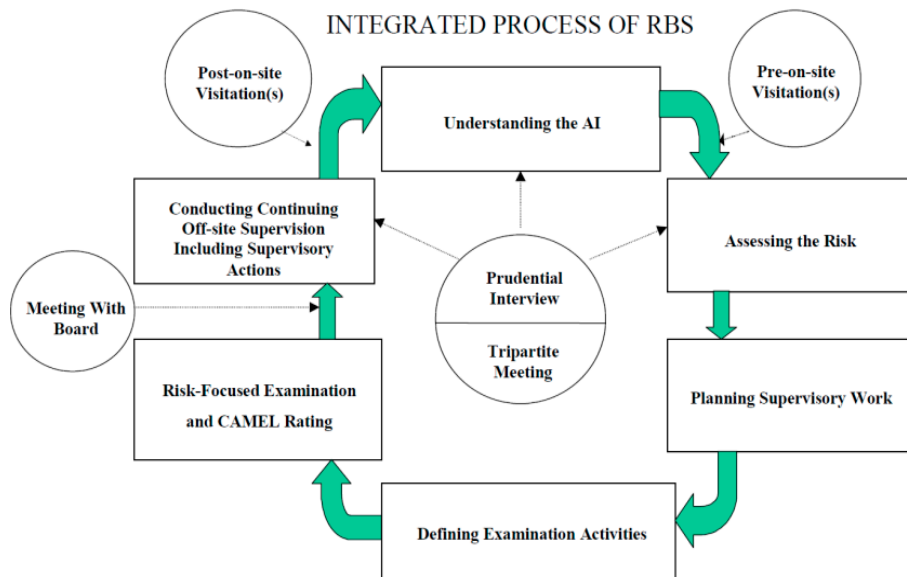 INTEGRATED PROCESS OF RBS
Post-on-site
Visitation(s)
Pre-on-site
Visitation(s)
Understanding the AI
Conducting Continuing
Off-site Supervision
Including Supervisory
Actions
Assessing the Risk
Prudential
Interview
Tripartite
Meeting
Meeting With
Board
Risk-Focused Examination
and CAMEL Rating
Planning Supervisory Work
Defining Examination Activities